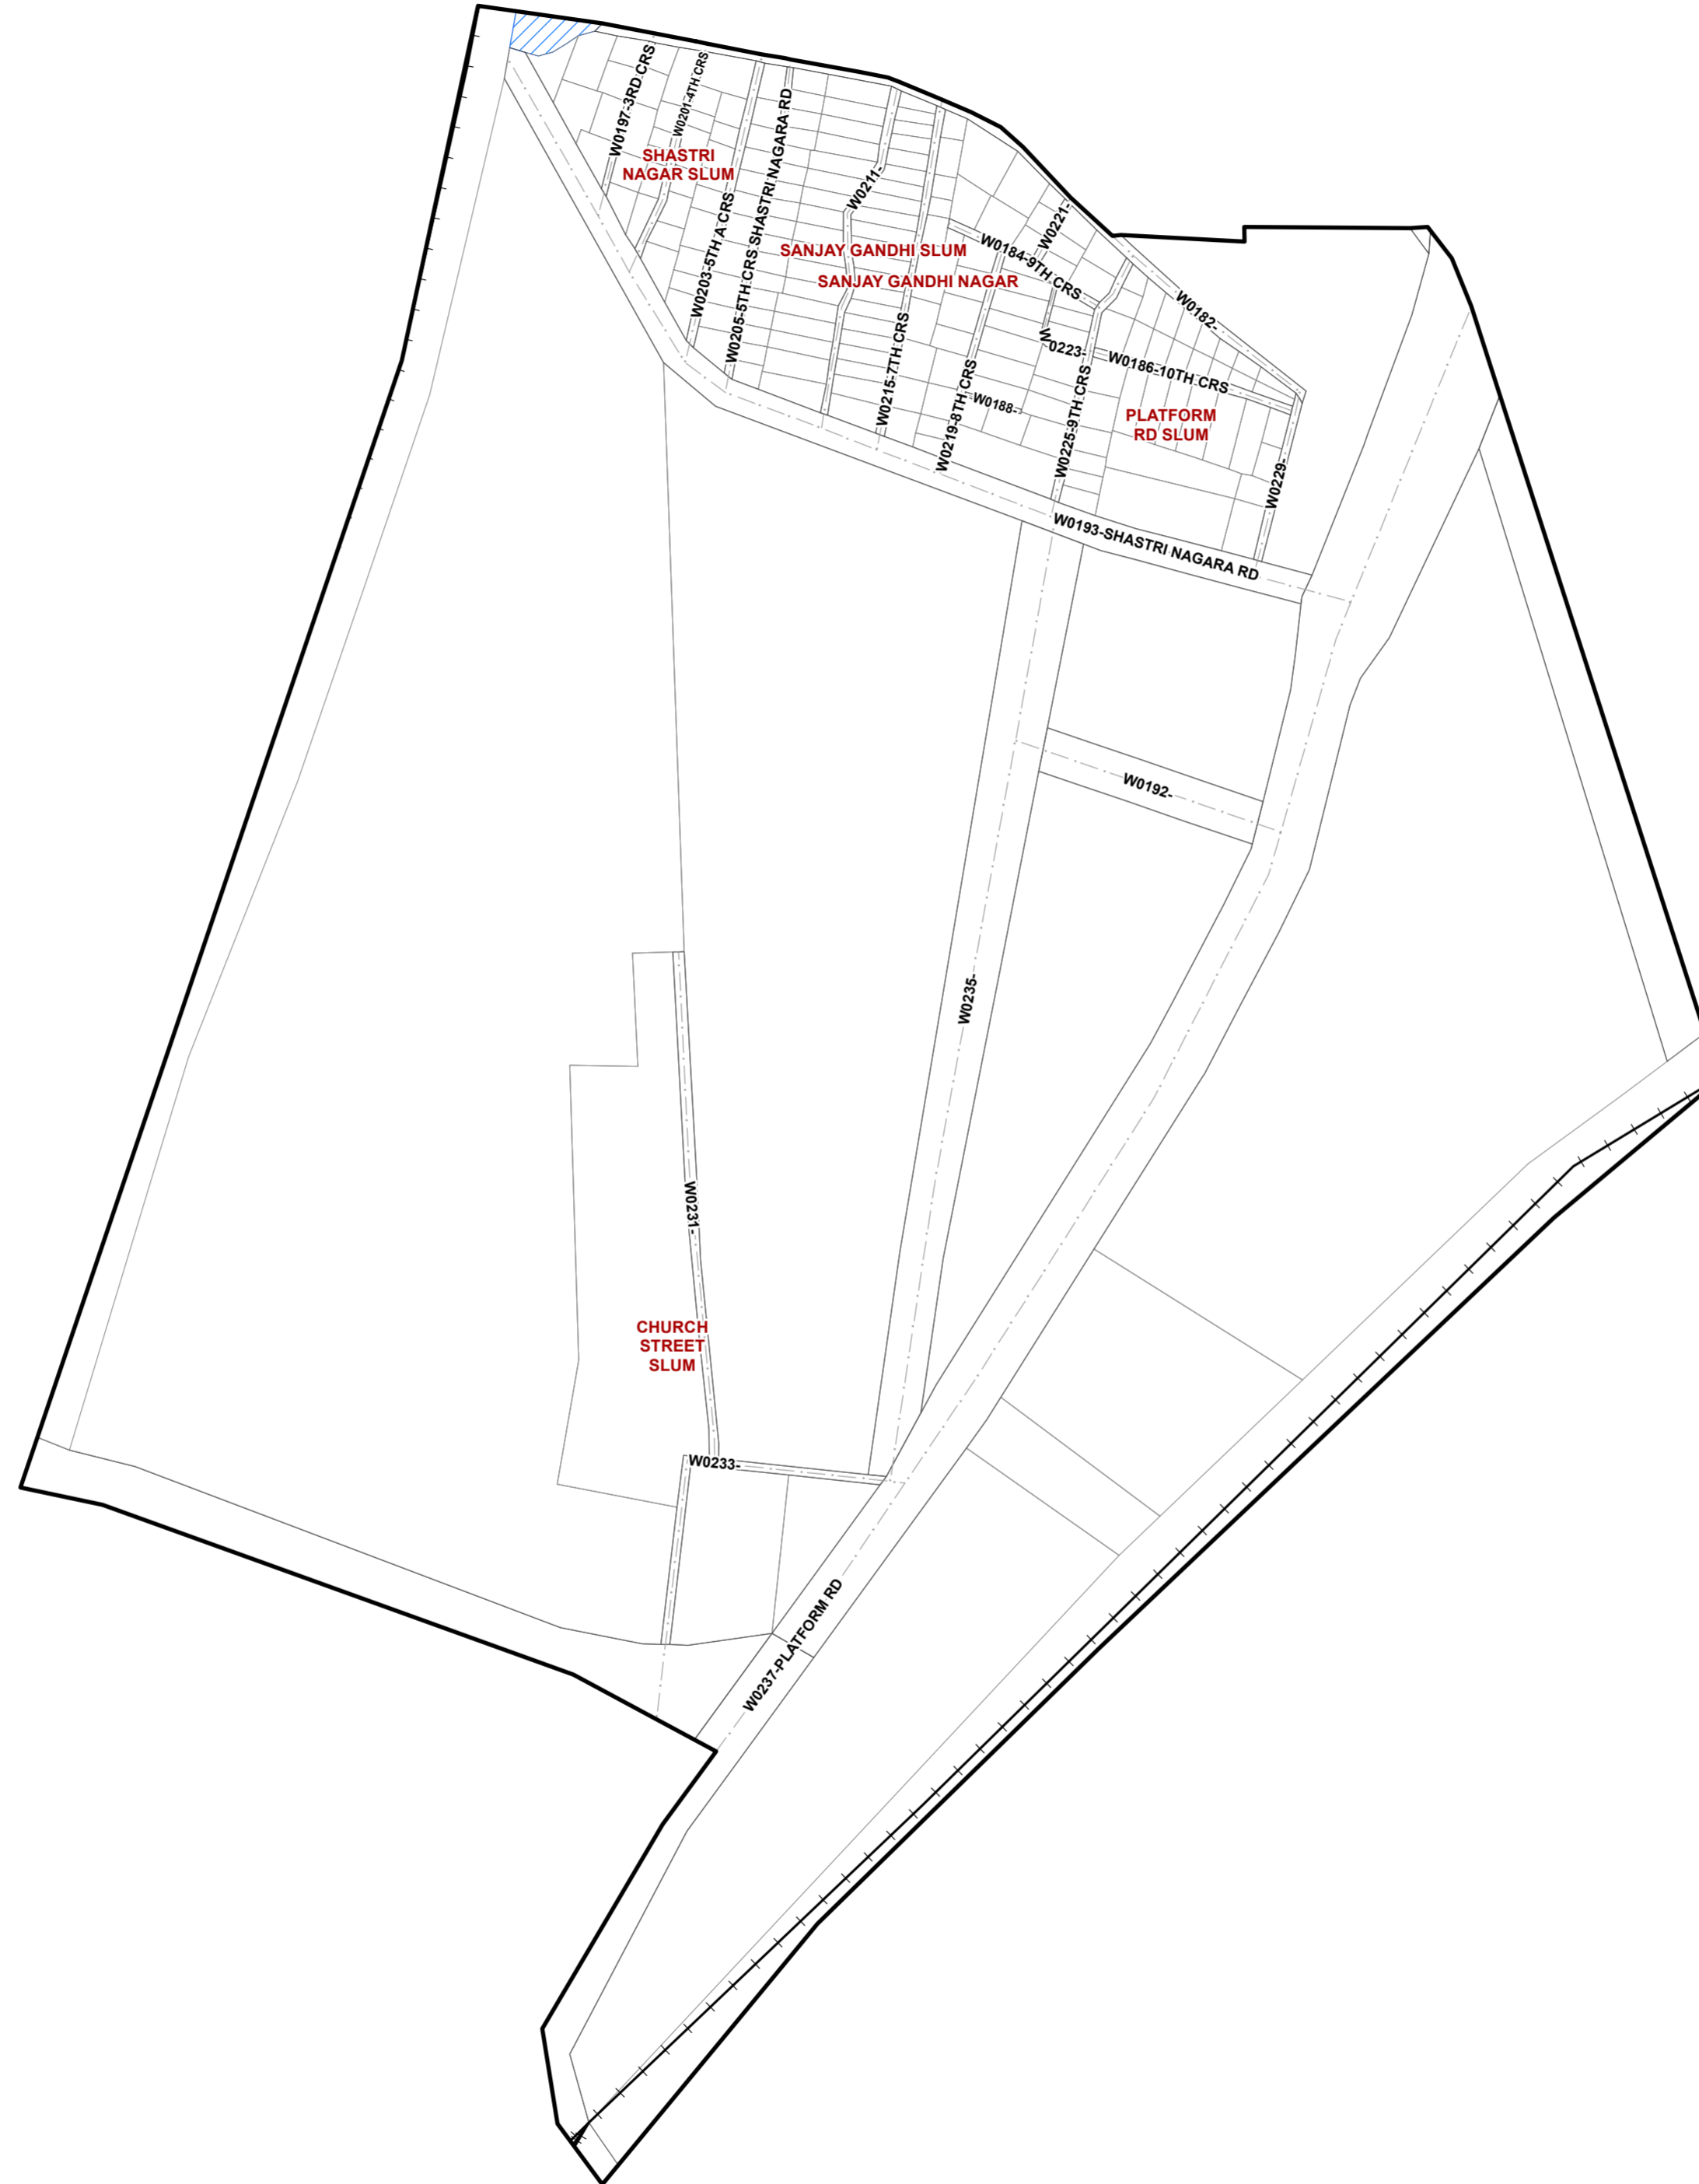 W0197-3RD CRS
W0201-4TH CRS
SHASTRI
NAGAR SLUM
W0203-5TH A CRS
W0205-5TH CRS SHASTRI NAGARA RD
W0211-
SANJAY GANDHI SLUM
SANJAY GANDHI NAGAR
W0221-
W0184-9TH CRS
W0182-
W0215-7TH CRS
W0219-8TH CRS
W0223-
W0186-10TH CRS
W0188-
W0225-9TH CRS
PLATFORM
RD SLUM
W0229-
W0193-SHASTRI NAGARA RD
W0192-
W0235-
W0231-
CHURCH
STREET
SLUM
W0233-
W0237-PLATFORM RD